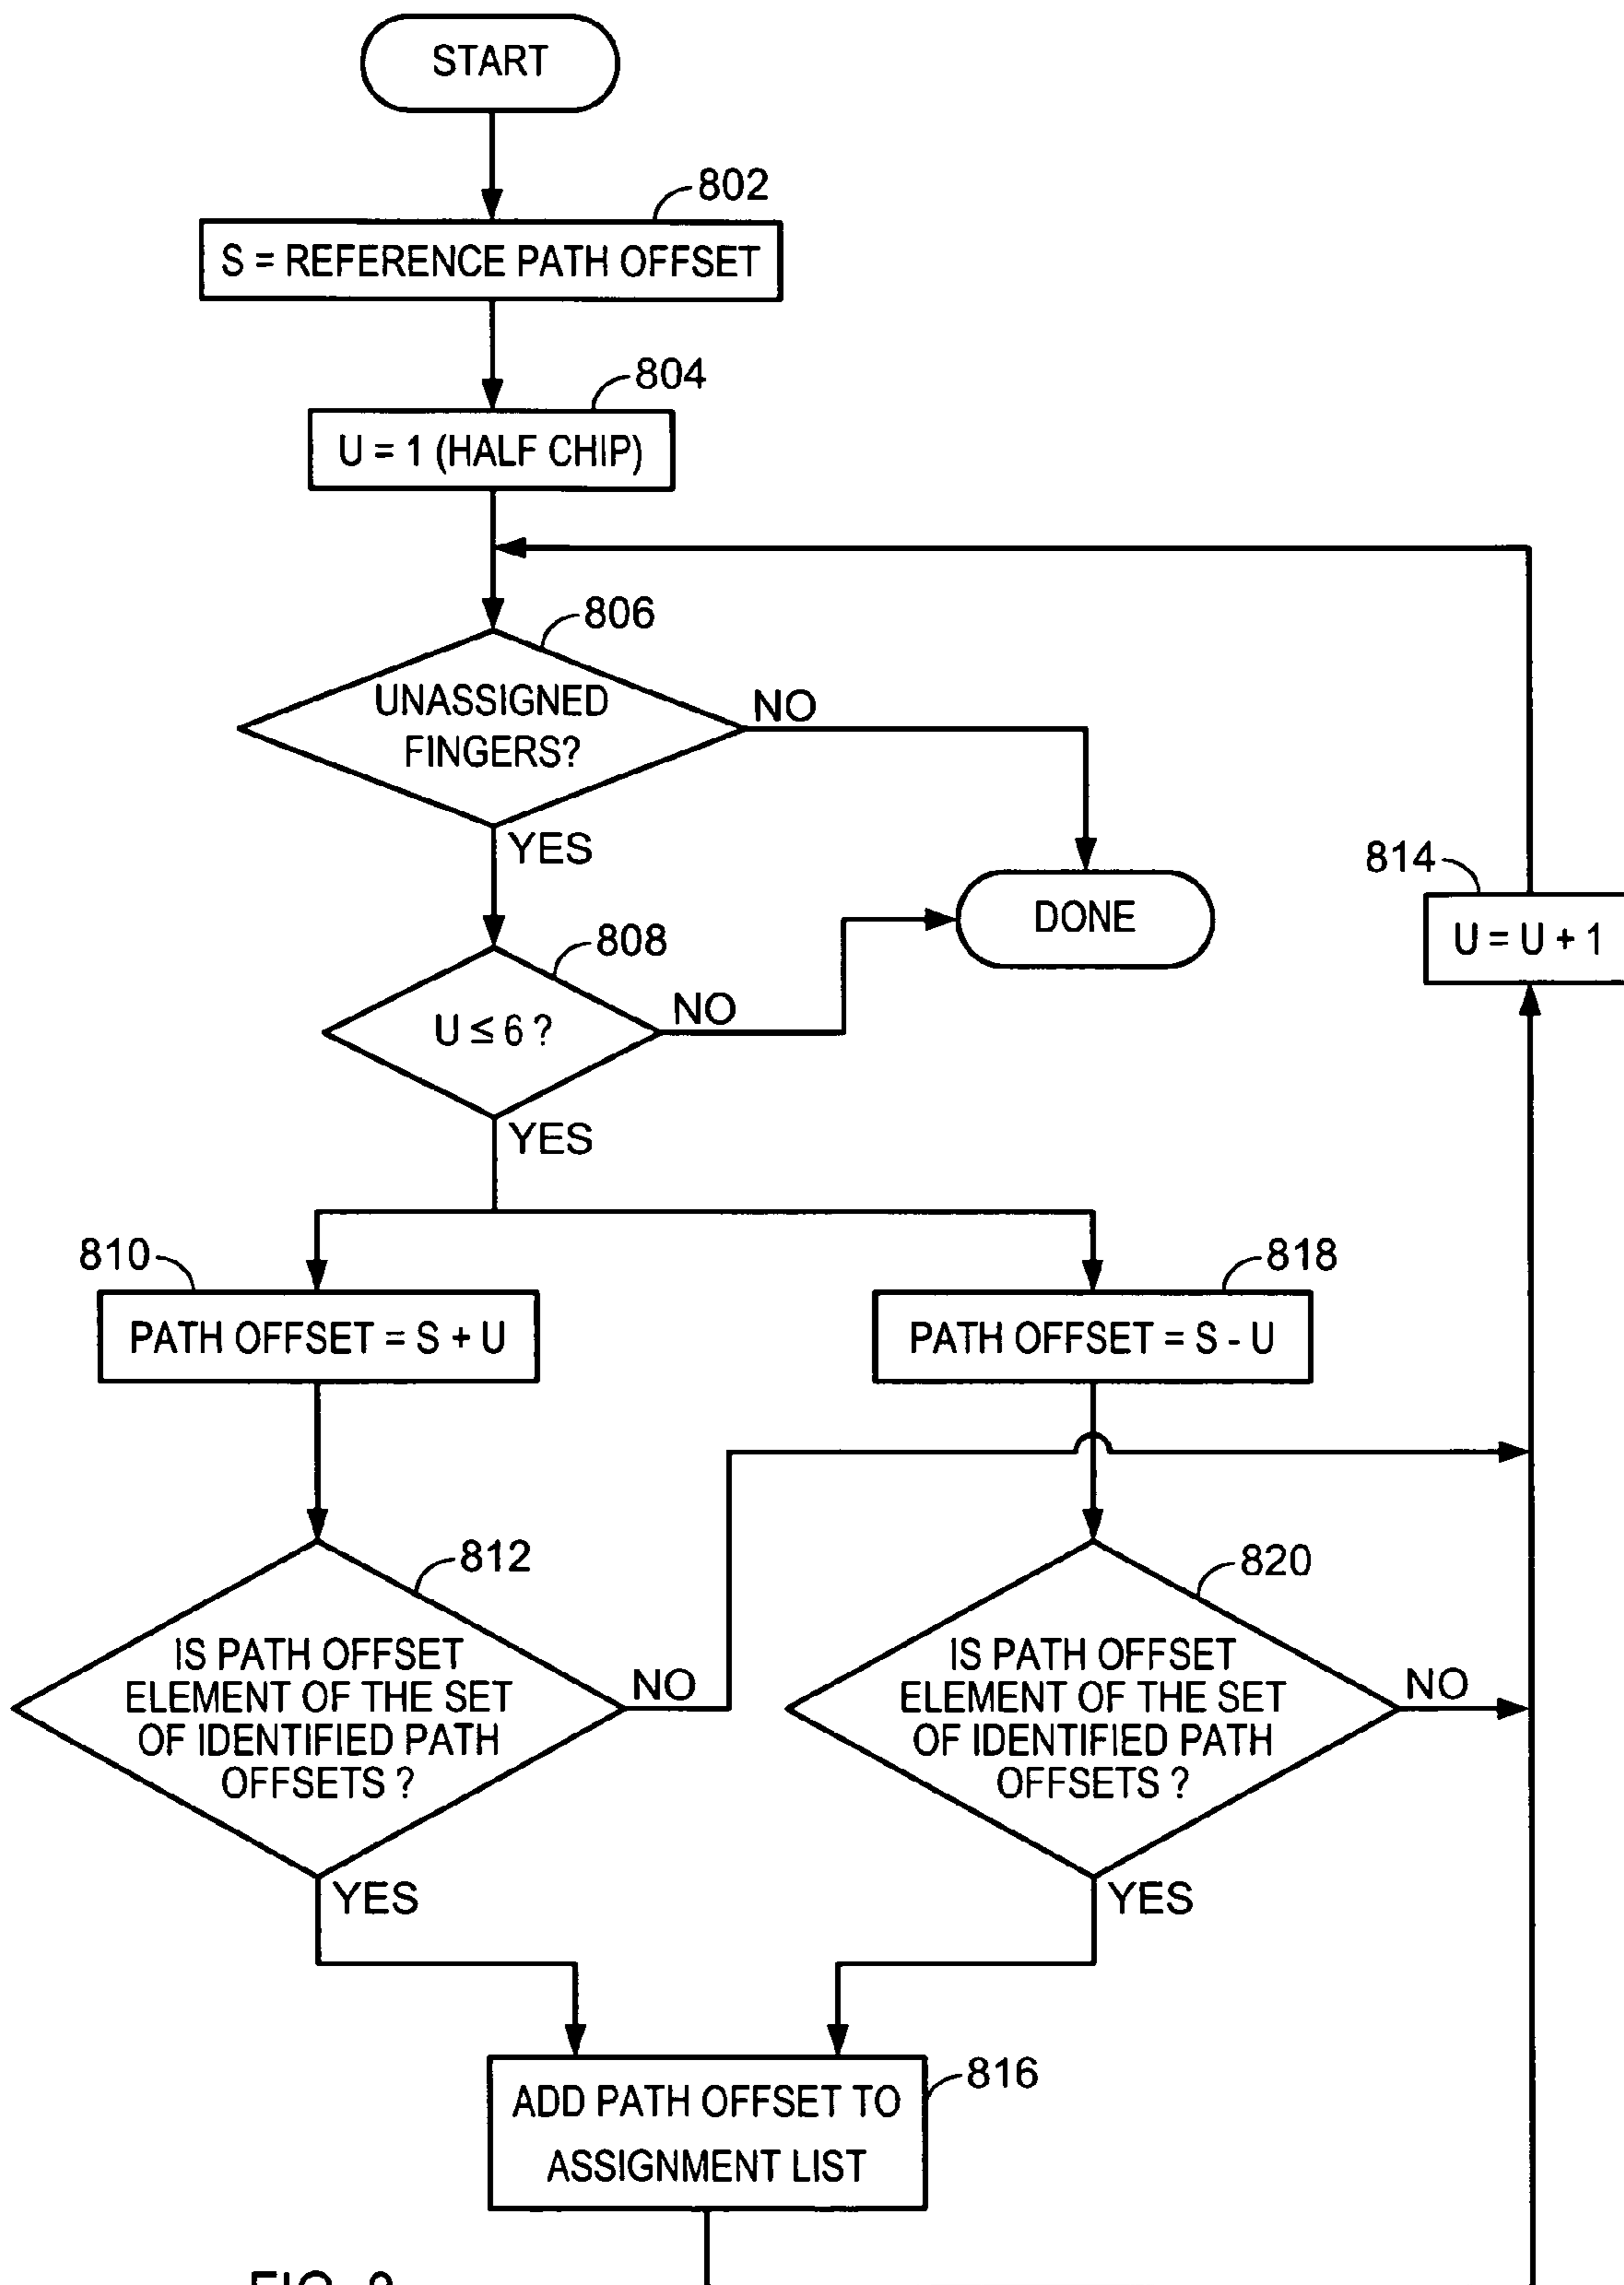 START
802
S = REFERENCE PATH OFFSET
804
U = 1 (HALF CHIP)
806
UNASSIGNED
FINGERS?
NO
YES
814
DONE
U = U + 1
808
U ≤ 6 ?
NO
YES
810
818
PATH OFFSET = S + U
PATH OFFSET = S - U
812
820
IS PATH OFFSET
ELEMENT OF THE SET
OF IDENTIFIED PATH
OFFSETS ?
NO
IS PATH OFFSET
ELEMENT OF THE SET
OF IDENTIFIED PATH
OFFSETS ?
NO
YES
YES
816
ADD PATH OFFSET TO
ASSIGNMENT LIST
FIG.